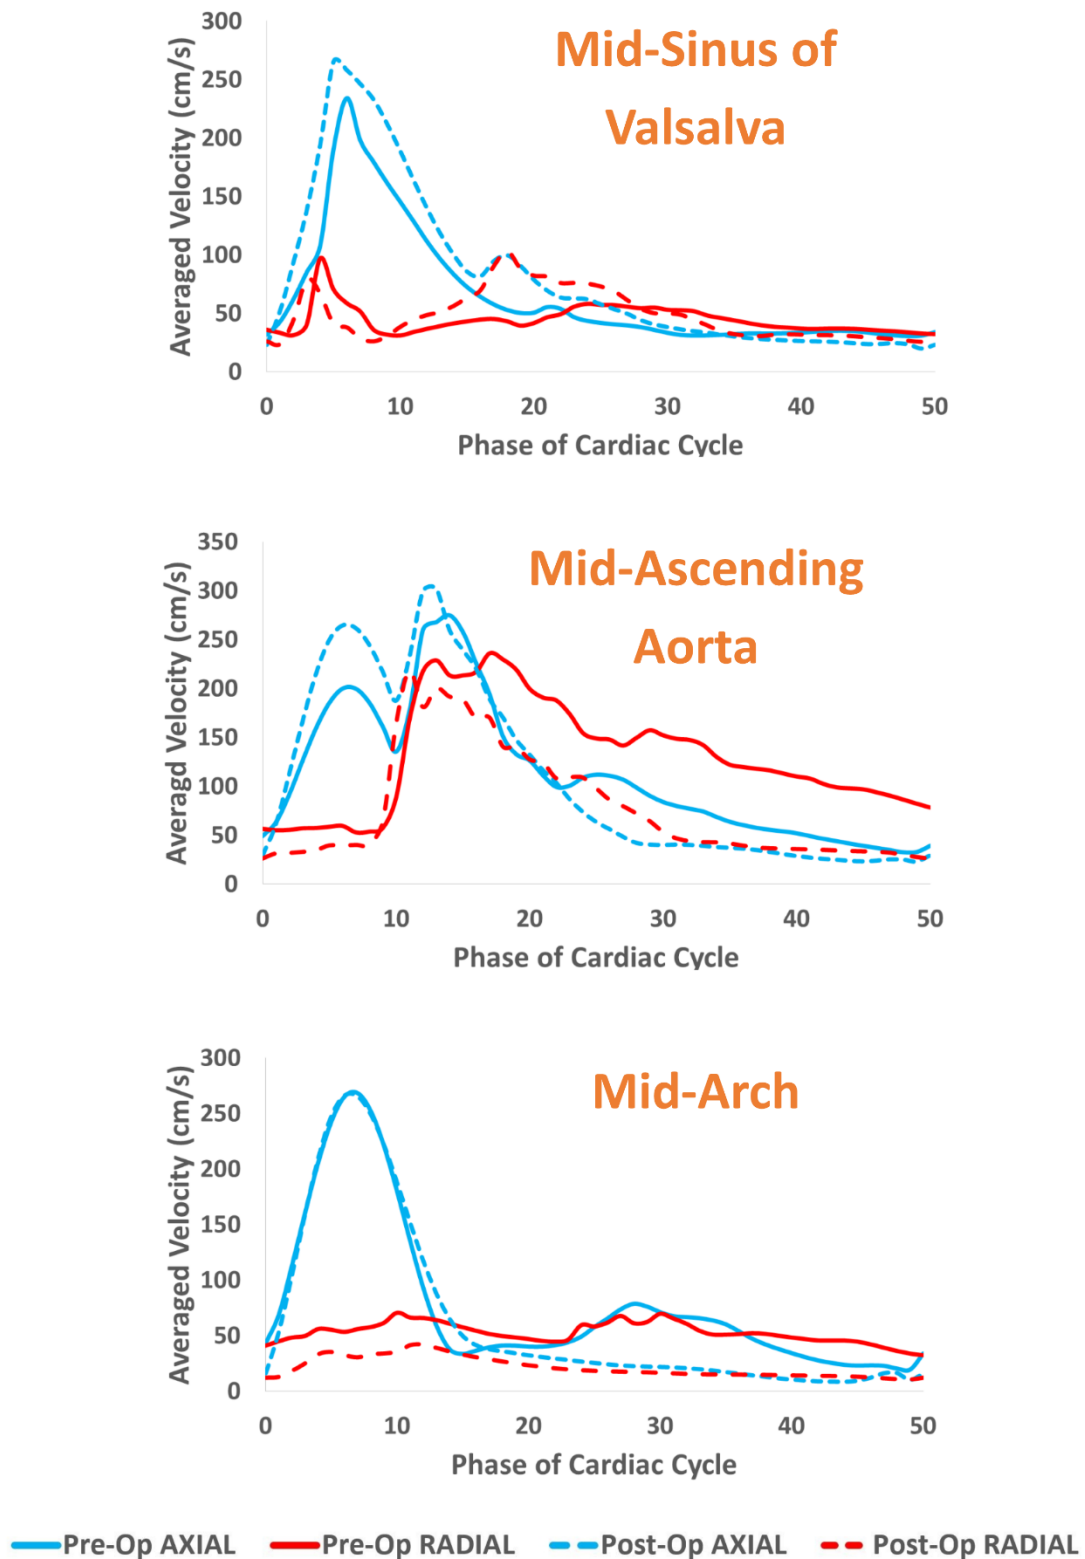 Mid-Sinus of
Valsalva
Averaged Velocity (cm/s)
300
250
200
150
100
50
0
0 10 20 30 40 50
Phase of Cardiac Cycle
Mid-Ascending
Aorta
Averagd Velocity (cm/s)
350
300
250
200
150
100
50
0
0 10 20 30 40 50
Phase of Cardiac Cycle
Mid-Arch
Averaged Velocity (cm/s)
300
250
200
150
100
50
0
0 10 20 30 40 50
Phase of Cardiac Cycle
Pre-Op AXIAL Pre-Op RADIAL Post-Op AXIAL Post-Op RADIAL